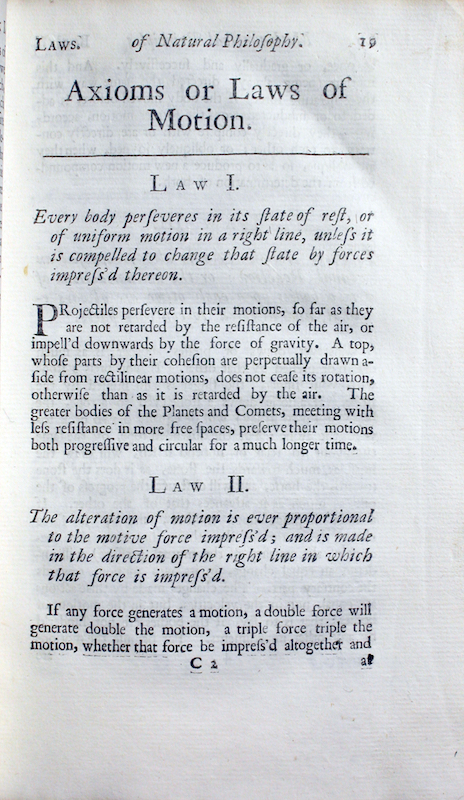 LAWS. of Natural Philoſophy. 19
Axioms or Laws of
Motion.
LAW I.
Every body perſeveres in its ſtate of reſt, or
of uniform motion in a right line, unleſs it
is compelled to change that ſtate by forces
impreſs'd thereon.
PRojectiles perſevere in their motions, ſo far as they
are not retarded by the reſiſtance of the air, or
impell'd downwards by the force of gravity. A top,
whoſe parts by their coheſion are perpetually drawn a-
ſide from rectilinear motions, does not ceaſe its rotation,
otherwiſe than as it is retarded by the air. The
greater bodies of the Planets and Comets, meeting with
leſs reſiſtance in more free ſpaces, preſerve their motions
both progreſſive and circular for a much longer time.
LAW II.
The alteration of motion is ever proportional
to the motive force impreſs'd; and is made
in the direction of the right line in which
that force is impreſs'd.
If any force generates a motion, a double force will
generate double the motion, a triple force triple the
motion, whether that force be impreſs'd altogether and
C 2 at